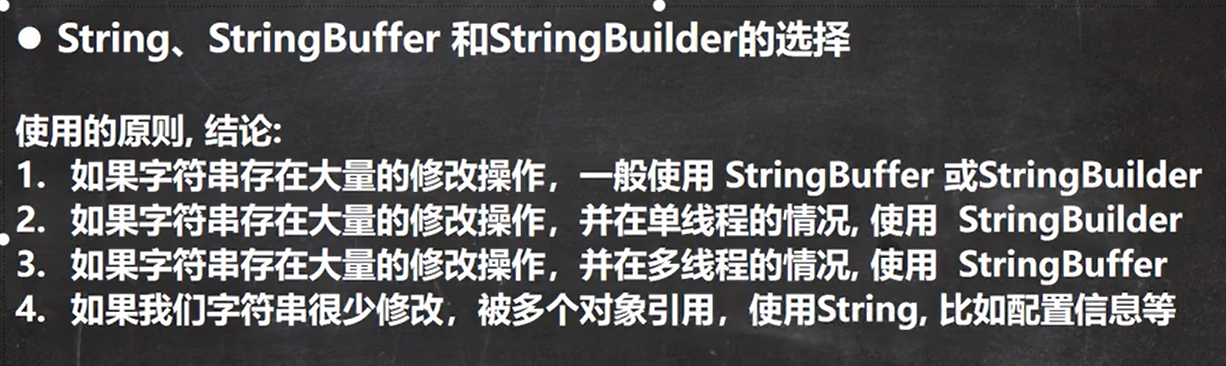 ● String、StringBuffer 和StringBuilder的选择
使用的原则, 结论:
1. 如果字符串存在大量的修改操作，一般使用 StringBuffer 或StringBuilder
2. 如果字符串存在大量的修改操作，并在单线程的情况, 使用 StringBuilder
3. 如果字符串存在大量的修改操作，并在多线程的情况, 使用 StringBuffer
4. 如果我们字符串很少修改，被多个对象引用，使用String, 比如配置信息等